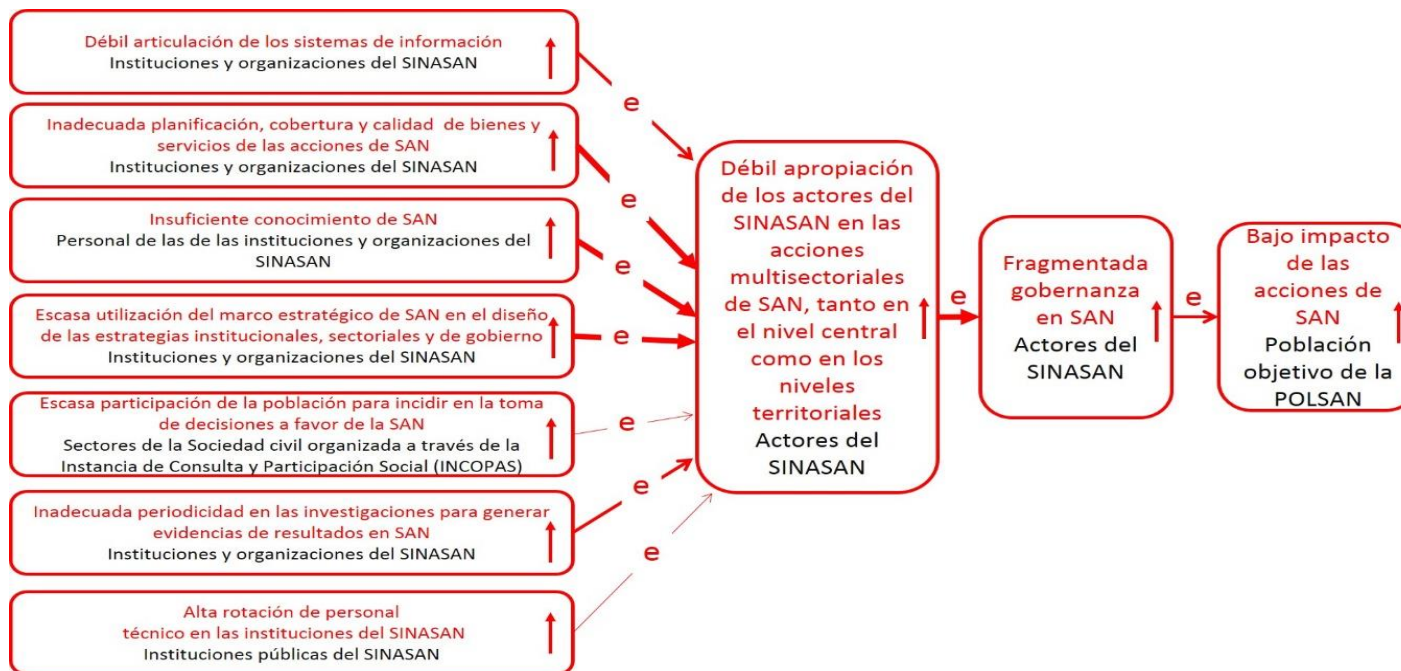 Débil articulación de los sistemas de información
Instituciones y organizaciones del SINASAN
e
Inadecuada planificación, cobertura y calidad de bienes y
servicios de las acciones de SAN
Instituciones y organizaciones del SINASAN
e
Insuficiente conocimiento de SAN
Personal de las de las instituciones y organizaciones del
SINASAN
e
Escasa utilización del marco estratégico de SAN en el diseño
de las estrategias institucionales, sectoriales y de gobierno
Instituciones y organizaciones del SINASAN
e
Escasa participación de la población para incidir en la toma
de decisiones a favor de la SAN
Sectores de la Sociedad civil organizada a través de la
Instancia de Consulta y Participación Social (INCOPAS)
e
Inadecuada periodicidad en las investigaciones para generar
evidencias de resultados en SAN
Instituciones y organizaciones del SINASAN
e
Alta rotación de personal
técnico en las instituciones del SINASAN
Instituciones públicas del SINASAN
e
Débil apropiación
de los actores del
SINASAN en las
acciones
multisectoriales
de SAN, tanto en
el nivel central
como en los
niveles
territoriales
Actores del
SINASAN
e
Fragmentada
gobernanza
en SAN
Actores del
SINASAN
e
Bajo impacto
de las
acciones de
SAN
Población
objetivo de la
POLSAN